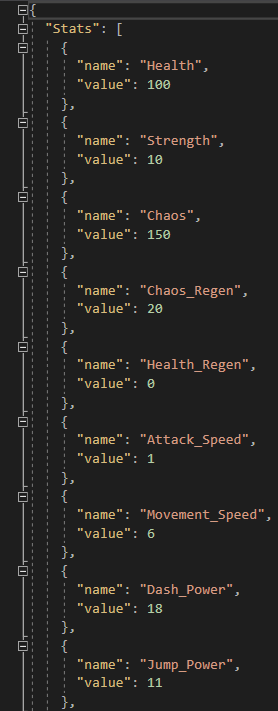 {
"Stats": [
{
"name": "Health",
"value": 100
},
{
"name": "Strength",
"value": 10
},
{
"name": "Chaos",
"value": 150
},
{
"name": "Chaos_Regen",
"value": 20
},
{
"name": "Health_Regen",
"value": 0
},
{
"name": "Attack_Speed",
"value": 1
},
{
"name": "Movement_Speed",
"value": 6
},
{
"name": "Dash_Power",
"value": 18
},
{
"name": "Jump_Power",
"value": 11
},